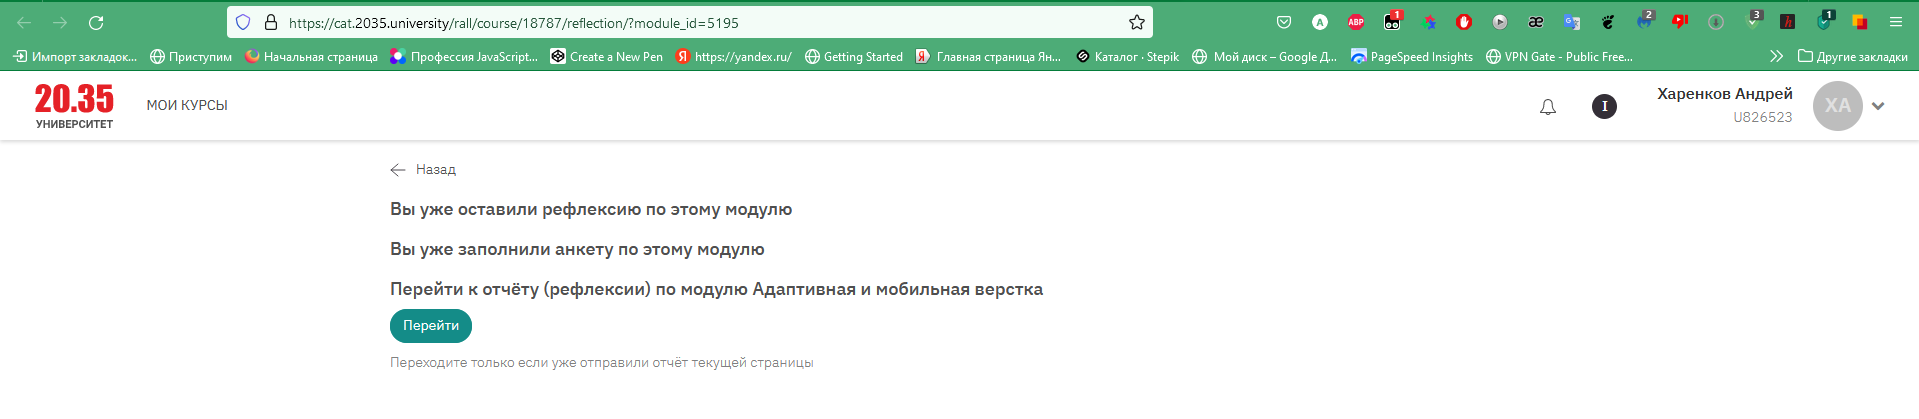 https://cat.2035.university/rall/course/18787/reflection/?module_id=5195
A ABP 1 æ 2 3 h 1
Импорт закладок... Приступим Начальная страница Профессия JavaScript... Create a New Pen Я https://yandex.ru/ Getting Started Я Главная страница Ян... Каталог · Stepik Мой диск – Google Д... PageSpeed Insights VPN Gate - Public Free... Другие закладки
20.35
УНИВЕРСИТЕТ
МОИ КУРСЫ
I
Харенков Андрей
U826523
ХА
Назад
Вы уже оставили рефлексию по этому модулю
Вы уже заполнили анкету по этому модулю
Перейти к отчёту (рефлексии) по модулю Адаптивная и мобильная верстка
Перейти
Переходите только если уже отправили отчёт текущей страницы